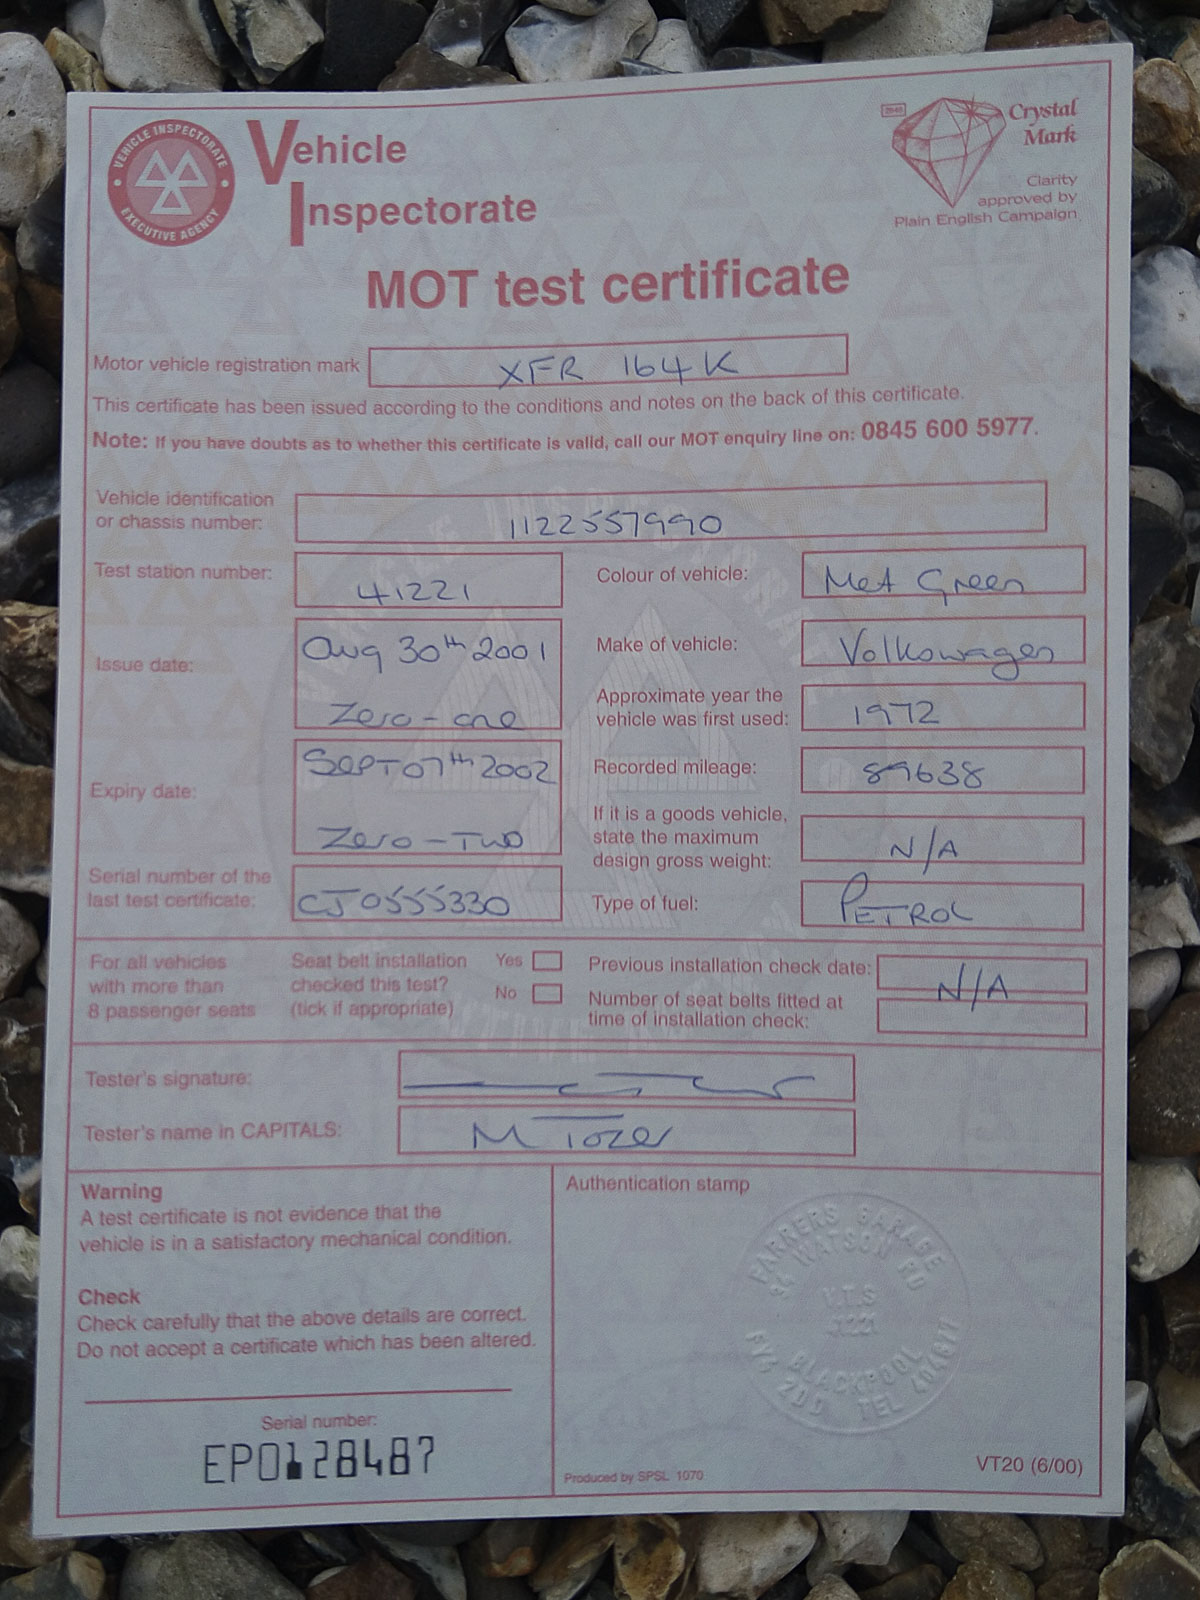 VEHICLE INSPECTORATE
EXECUTIVE AGENCY
Vehicle
Inspectorate
Crystal
Mark
Clarity
approved by
Plain English Campaign
MOT test certificate
Motor vehicle registration mark
XFR 164K
This certificate has been issued according to the conditions and notes on the back of this certificate.
Note: If you have doubts as to whether this certificate is valid, call our MOT enquiry line on: 0845 600 5977.
Vehicle identification
or chassis number:
1122557990
Test station number:
41221
Colour of vehicle:
Met Green
Issue date:
Aug 30th 2001
Zero-one
Make of vehicle:
Volkswagen
Approximate year the
vehicle was first used:
1972
Expiry date:
SEPT 07th 2002
Zero-Two
Recorded mileage:
89638
If it is a goods vehicle,
state the maximum
design gross weight:
N/A
Serial number of the
last test certificate:
CJ0555330
Type of fuel:
PETROL
For all vehicles
with more than
8 passenger seats
Seat belt installation
checked this test?
(tick if appropriate)
Yes
No
Previous installation check date:
Number of seat belts fitted at
time of installation check:
N/A
Tester's signature:
Tester's name in CAPITALS:
M Tozer
Warning
A test certificate is not evidence that the
vehicle is in a satisfactory mechanical condition.
Check
Check carefully that the above details are correct.
Do not accept a certificate which has been altered.
Serial number:
EP0128487
Authentication stamp
FARRERS GARAGE
34 WATSON RD
V.T.S
41221
BLACKPOOL
TEL 404677
Produced by SPSL 1070
VT20 (6/00)